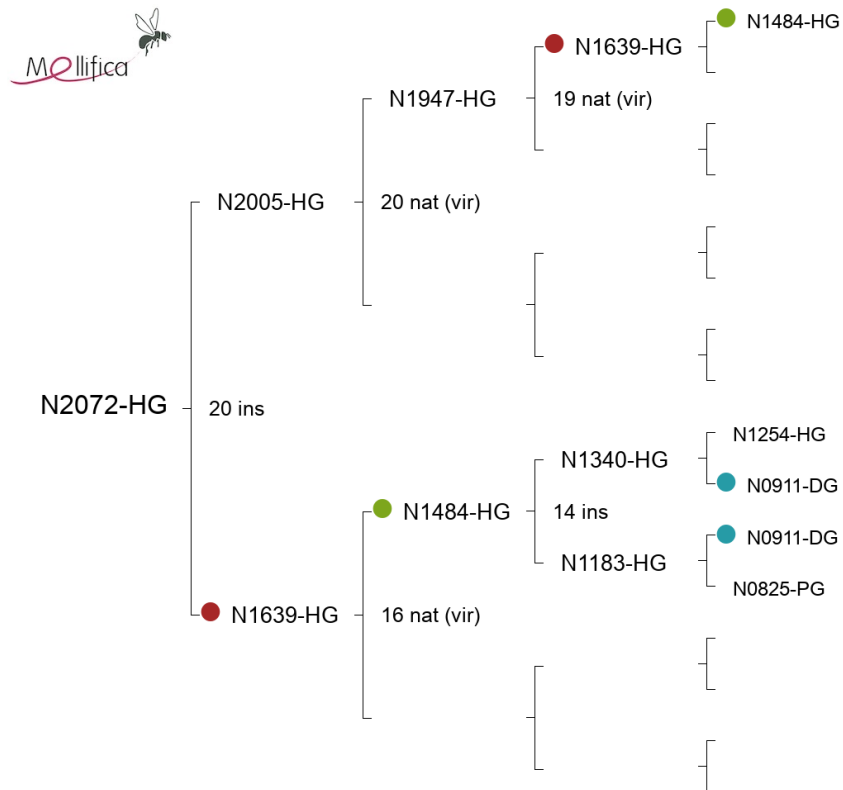 Mellifica
N1484-HG
N1639-HG
N1947-HG
19 nat (vir)
N2005-HG
20 nat (vir)
N2072-HG
20 ins
N1254-HG
N1340-HG
N0911-DG
N1484-HG
14 ins
N0911-DG
N1183-HG
N0825-PG
N1639-HG
16 nat (vir)